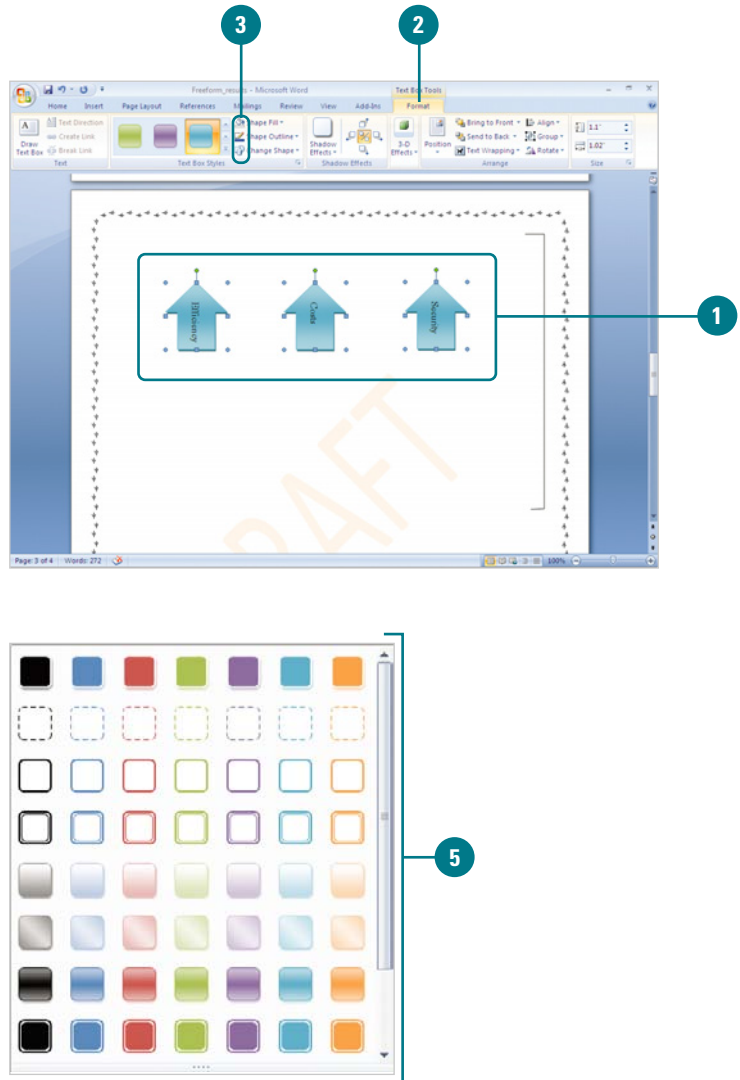 3
2
Freeform_results - Microsoft Word
Text Box Tools
Home Insert Page Layout References Mailings Review View Add-Ins Format
Text Direction
Create Link
Break Link
Draw
Text Box
Text
Text Box Styles
Shape Fill
Shape Outline
Change Shape
Shadow
Effects
Shadow Effects
3-D
Effects
Position
Bring to Front
Send to Back
Text Wrapping
Align
Group
Rotate
Arrange
1.1"
1.02"
Size
Efficiency
Costs
Security
1
RAFT
Page: 3 of 4 Words: 272
100%
5